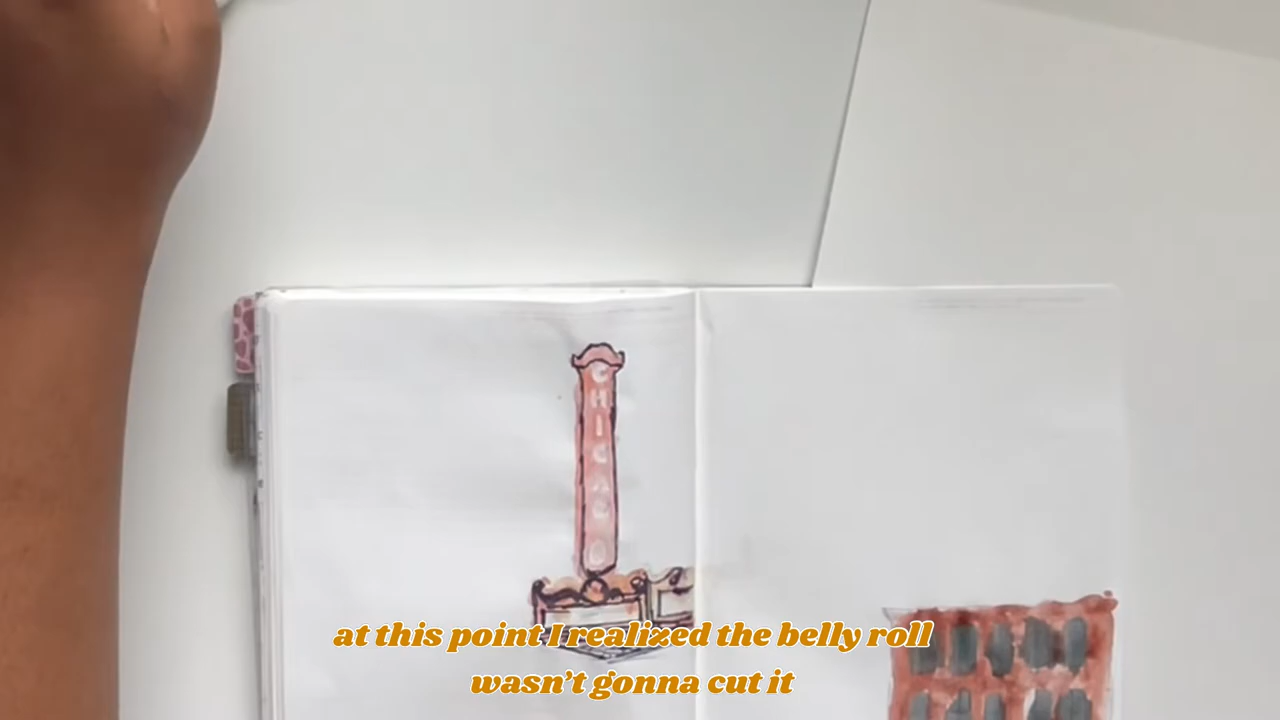 CHICAGO
at this point I realized the belly roll
wasn't gonna cut it